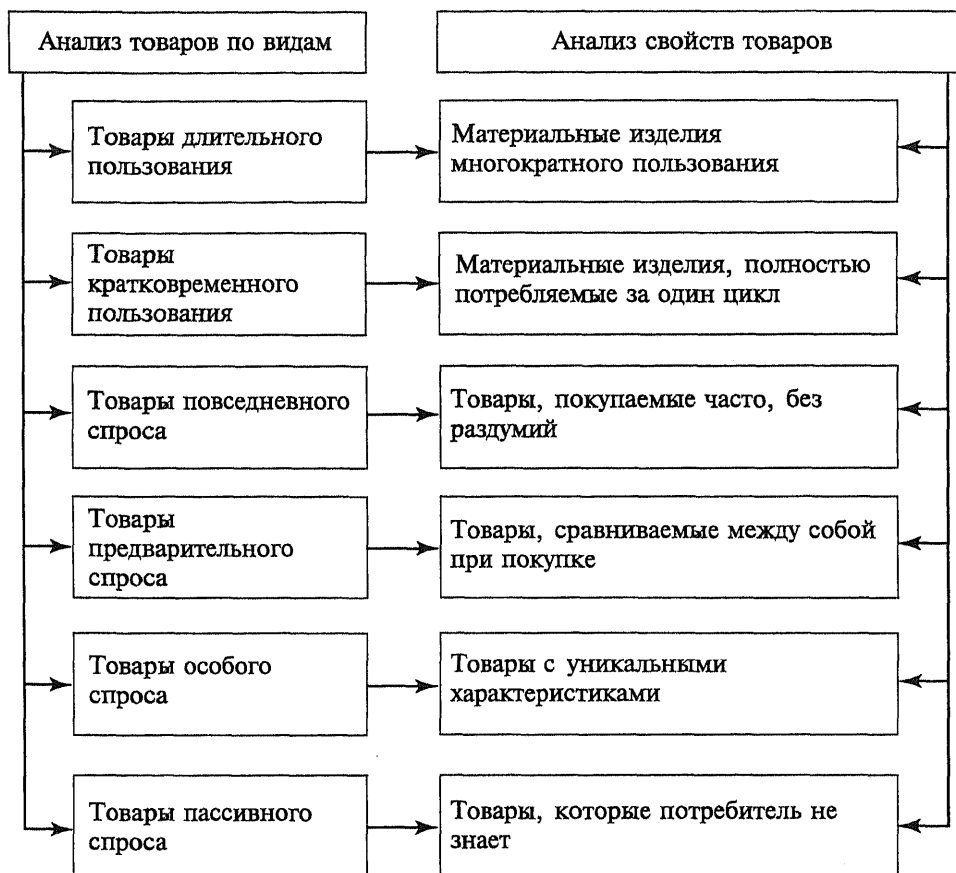 Анализ товаров по видам
Анализ свойств товаров
Товары длительного
пользования
Материальные изделия
многократного пользования
Товары
кратковременного
пользования
Материальные изделия, полностью
потребляемые за один цикл
Товары повседневного
спроса
Товары, покупаемые часто, без
раздумий
Товары
предварительного
спроса
Товары, сравниваемые между собой
при покупке
Товары особого
спроса
Товары с уникальными
характеристиками
Товары пассивного
спроса
Товары, которые потребитель не
знает